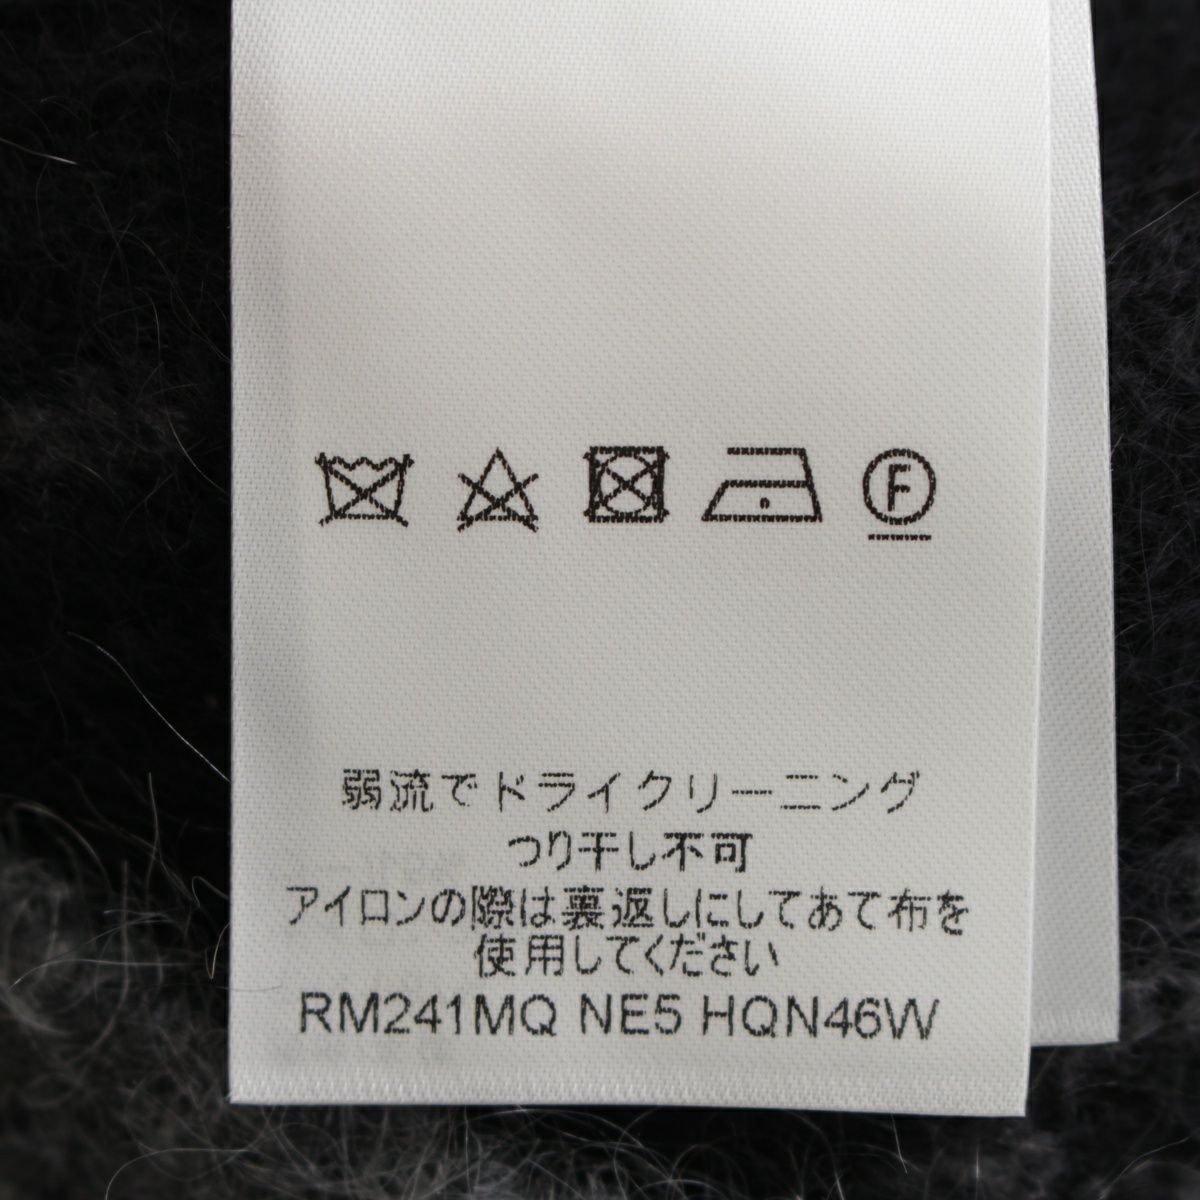 F
弱流でドライクリーニング
つり干し不可
アイロンの際は裏返しにしてあて布を
使用してください
RM241MQ NE5 HQN46W